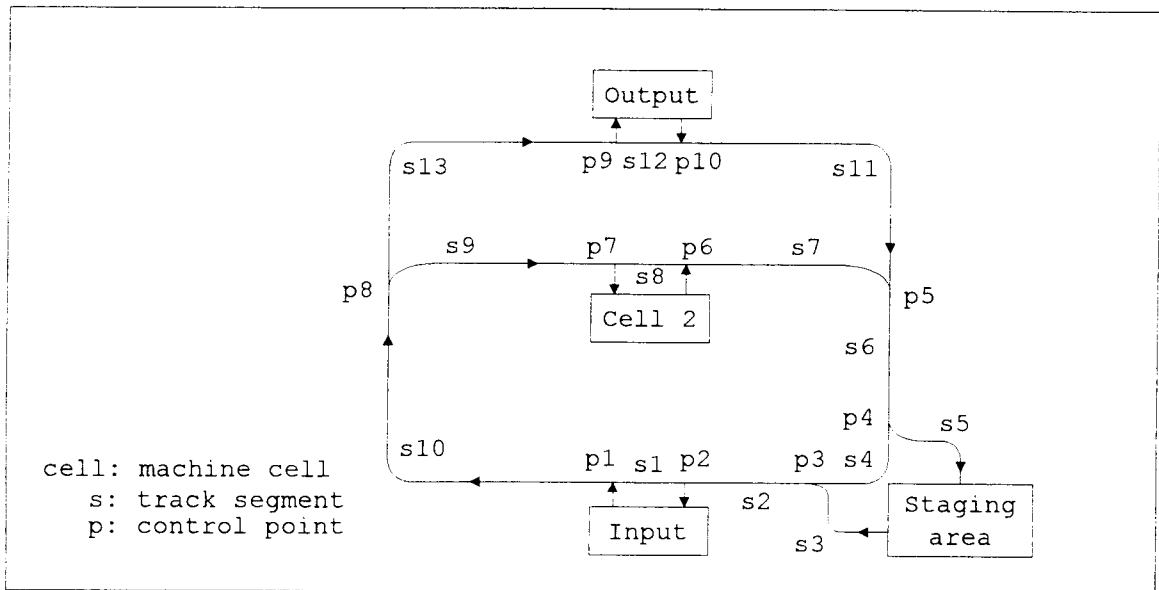 Output
s13
p9 s12 p10
s11
s9
p7
p6
s7
s8
p8
p5
Cell 2
s6
p4
s5
s10
p1
s1
p2
p3
s4
cell: machine cell
s: track segment
p: control point
s2
Input
s3
Staging
area